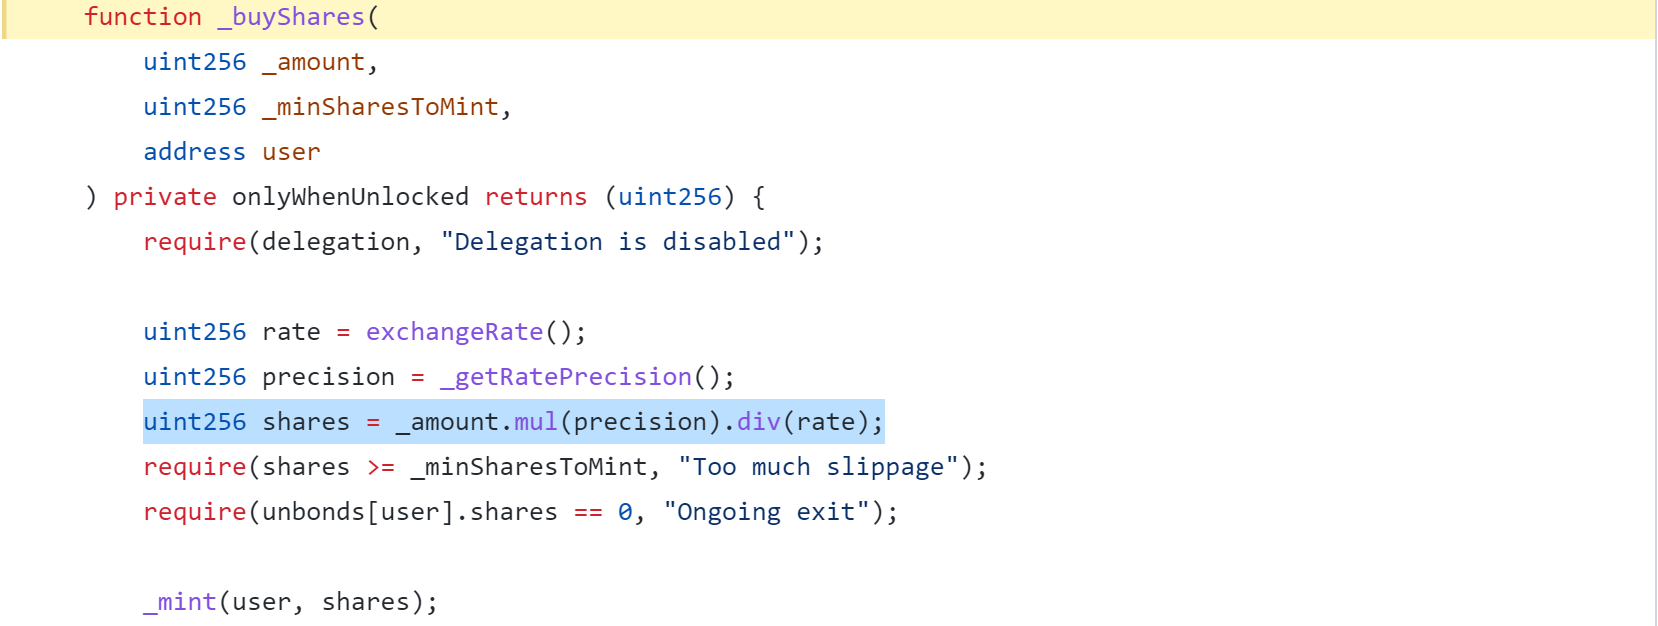 function _buyShares(
uint256 _amount,
uint256 _minSharesToMint,
address user
) private onlyWhenUnlocked returns (uint256) {
require(delegation, "Delegation is disabled");
uint256 rate = exchangeRate();
uint256 precision = _getRatePrecision();
uint256 shares = _amount.mul(precision).div(rate);
require(shares >= _minSharesToMint, "Too much slippage");
require(unbonds[user].shares == 0, "Ongoing exit");
_mint(user, shares);